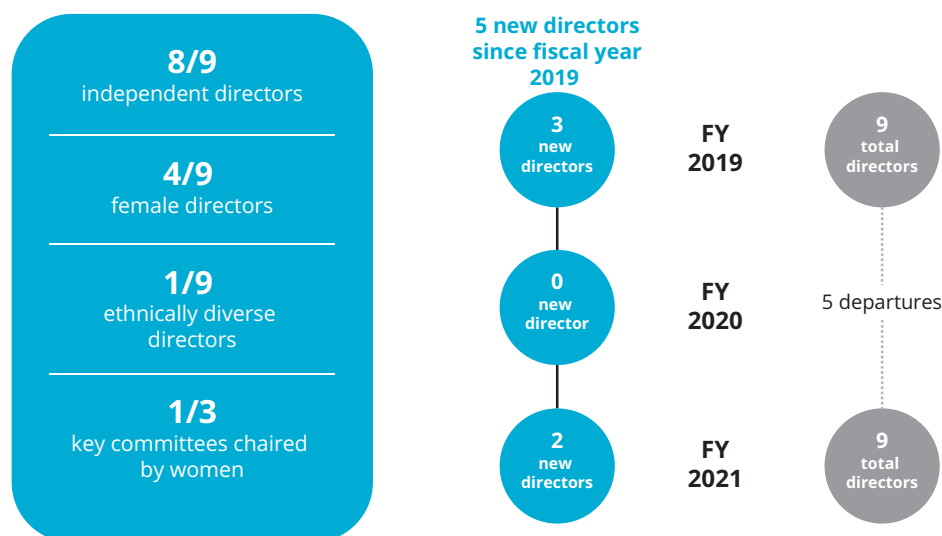 8/9
independent directors
4/9
female directors
1/9
ethnically diverse
directors
1/3
key committees chaired
by women
5 new directors
since fiscal year
2019
3
new
directors
FY
2019
9
total
directors
0
new
director
FY
2020
5 departures
2
new
directors
FY
2021
9
total
directors